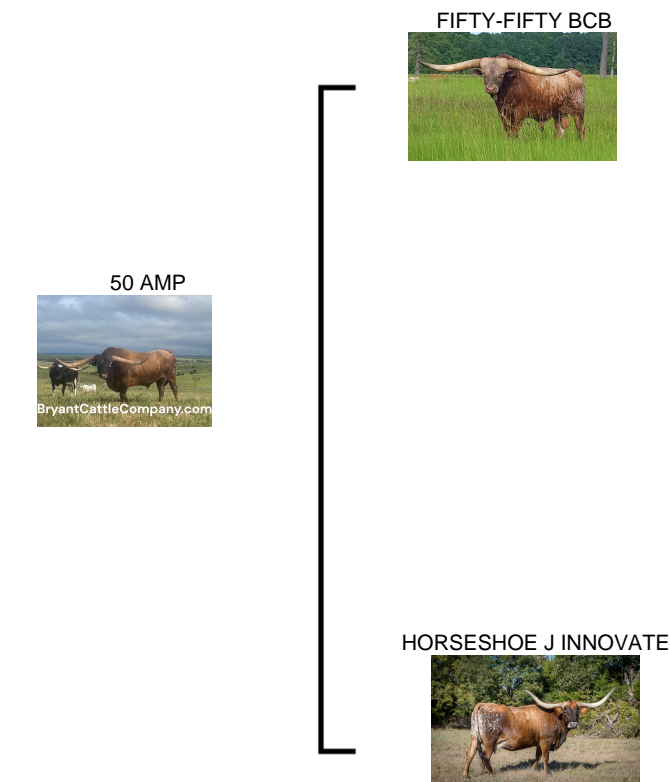 FIFTY-FIFTY BCB
50 AMP
BryantCattleCompany.com
HORSESHOE J INNOVATE